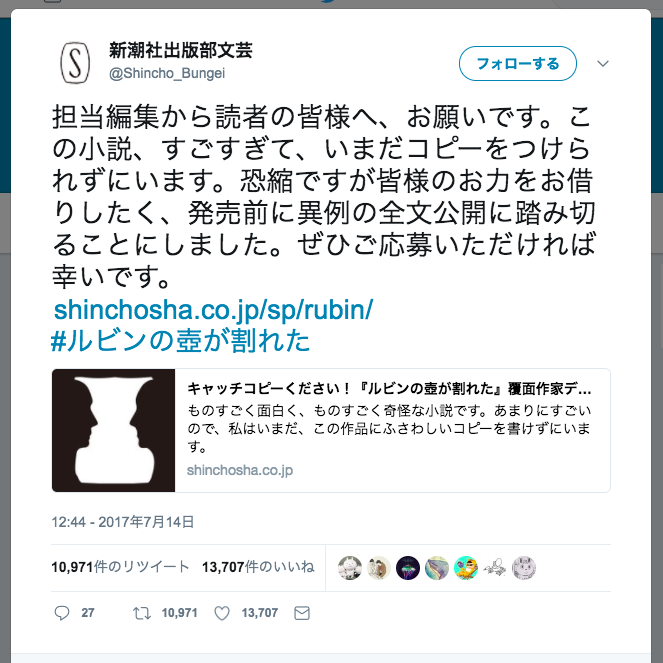 新潮社出版部文芸
@Shincho_Bungei
フォローする
担当編集から読者の皆様へ、お願いです。こ
の小説、すごすぎて、いまだコピーをつけら
れずにいます。恐縮ですが皆様のお力をお借
りしたく、発売前に異例の全文公開に踏み切
ることにしました。ぜひご応募いただければ
幸いです。
shinchosha.co.jp/sp/rubin/
#ルビンの壺が割れた
キャッチコピーください！『ルビンの壺が割れた』覆面作家デ...
ものすごく面白く、ものすごく奇怪な小説です。あまりにすごい
ので、私はいまだ、この作品にふさわしいコピーを書けずにいま
す。
shinchosha.co.jp
12:44 - 2017年7月14日
10,971件のリツイート 13,707件のいいね
27 10,971 13,707